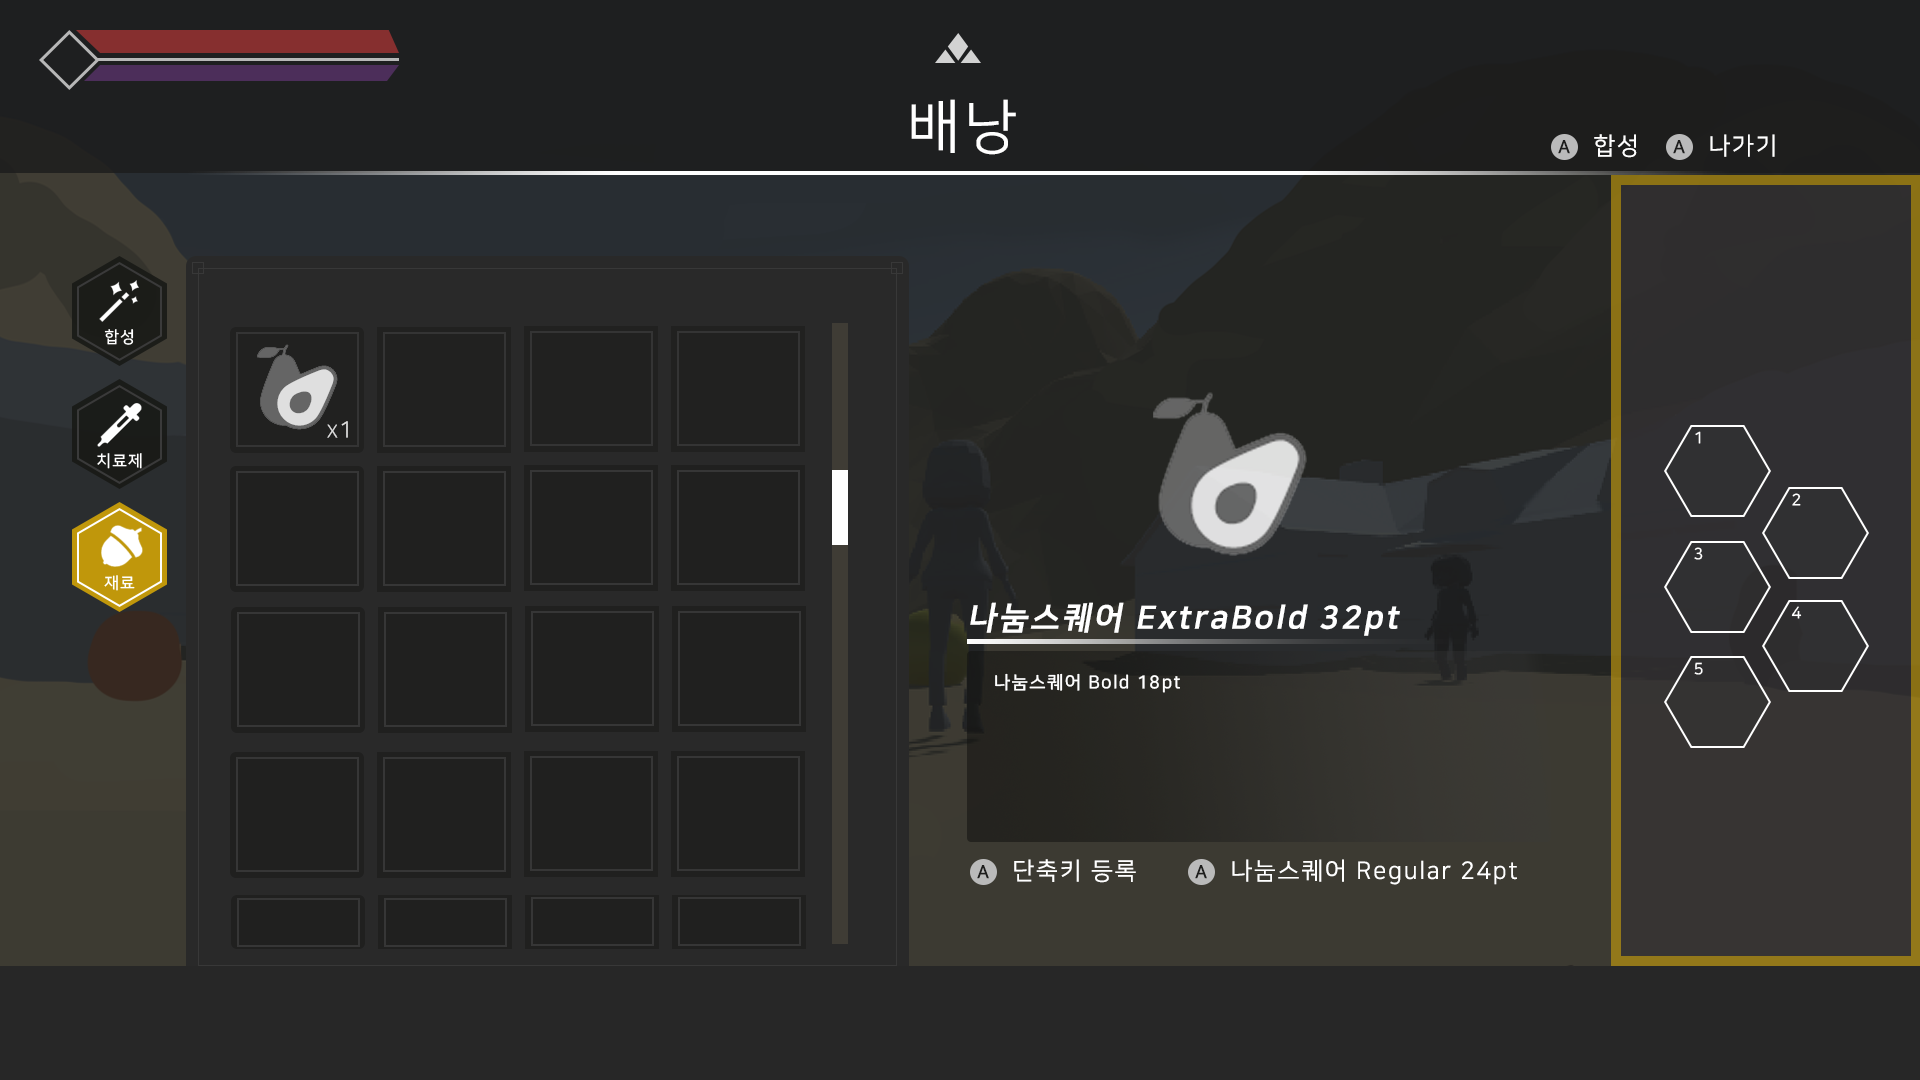 배낭
A 합성 A 나가기
합성
치료제
재료
x1
나눔스퀘어 ExtraBold 32pt
나눔스퀘어 Bold 18pt
A 단축키 등록 A 나눔스퀘어 Regular 24pt
1
2
3
4
5